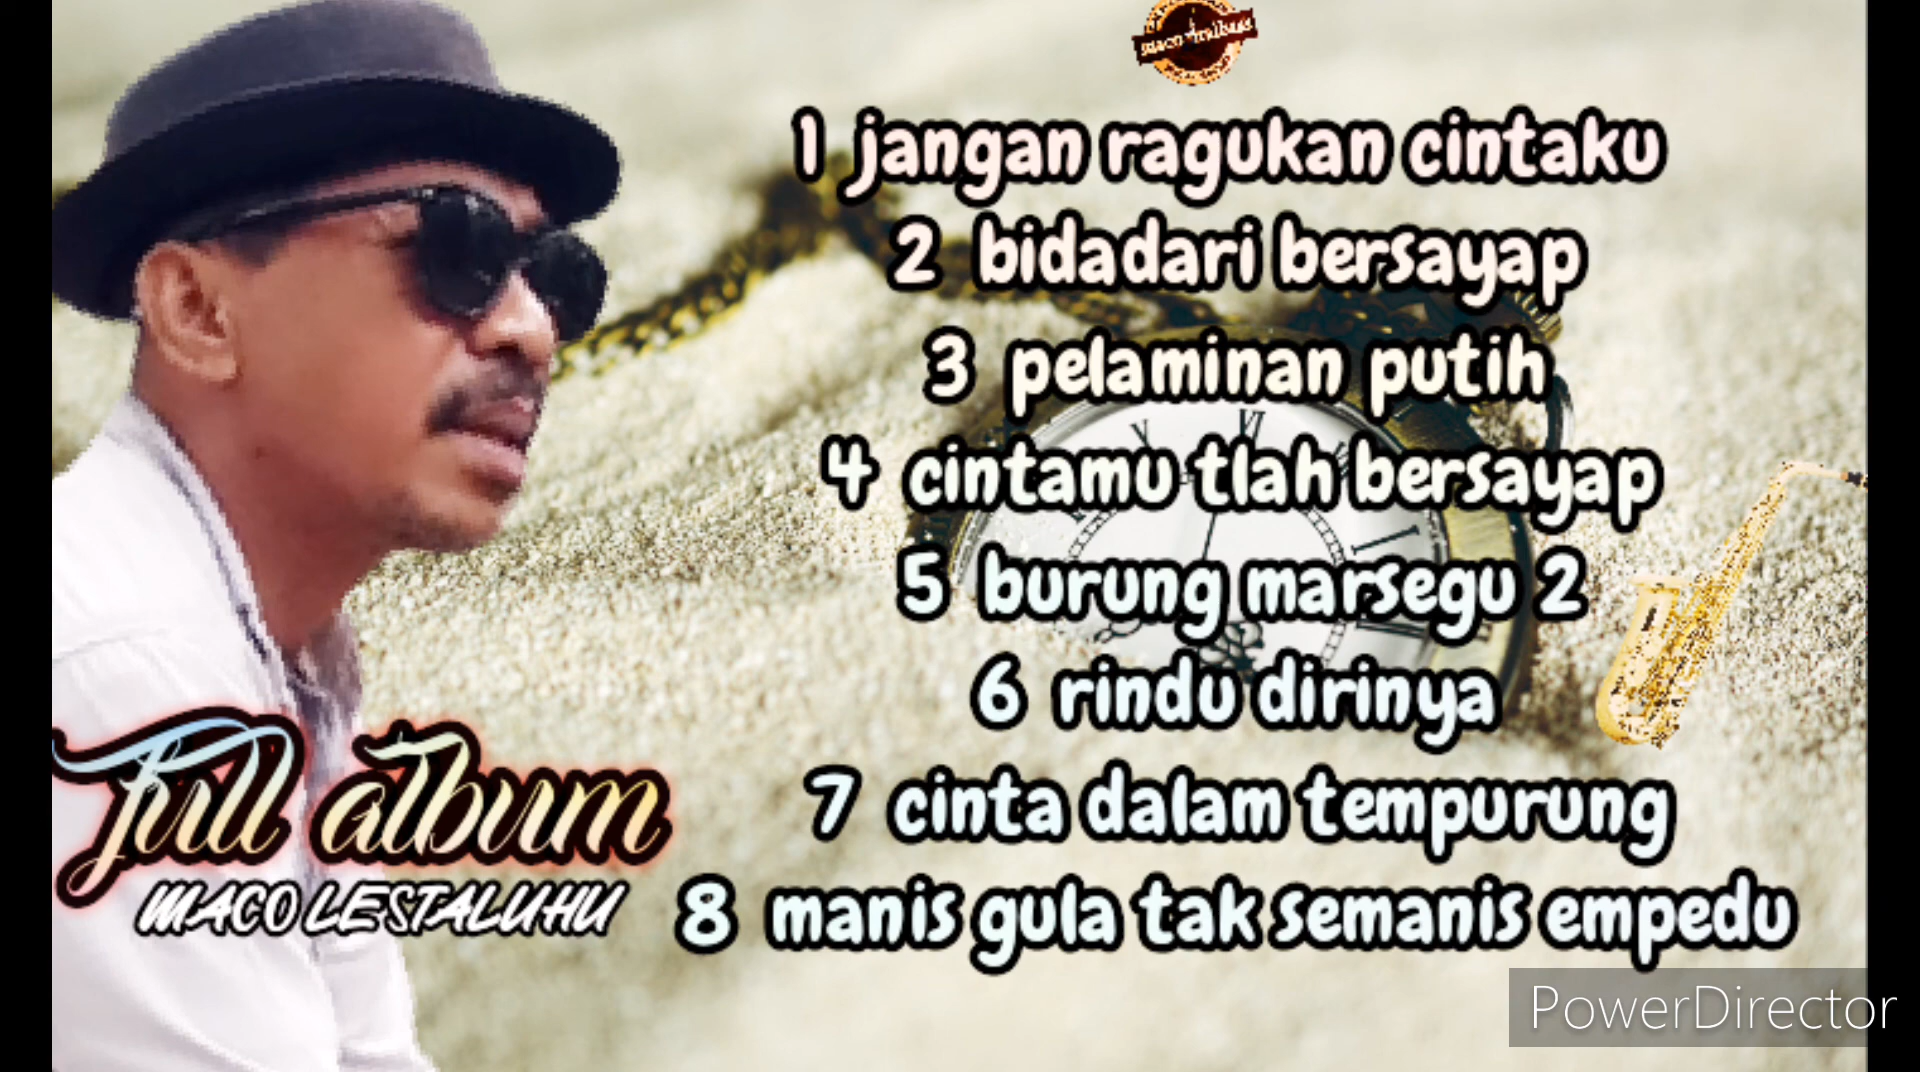 1 jangan ragukan cintaku
2 bidadari bersayap
3 pelaminan putih
4 cintamu tlah bersayap
5 burung marsegu 2
6 rindu dirinya
7 cinta dalam tempurung
8 manis gula tak semanis empedu
full album
MACO LESTALUHU
PowerDirector